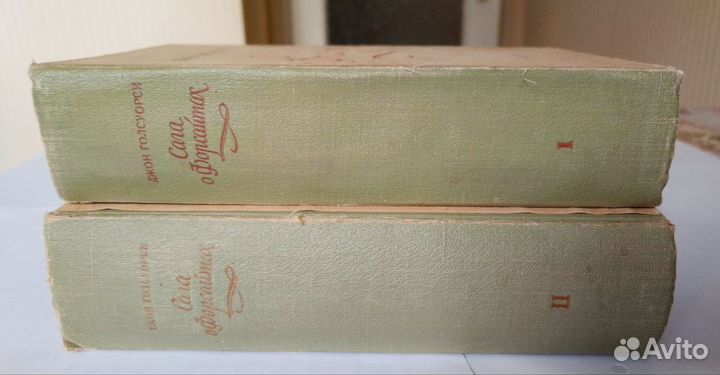 ДЖОН ГОЛСУОРСИ
Сага
о Форсайтах
I
ДЖОН ГОЛСУОРСИ
Сага
о Форсайтах
II
Avito